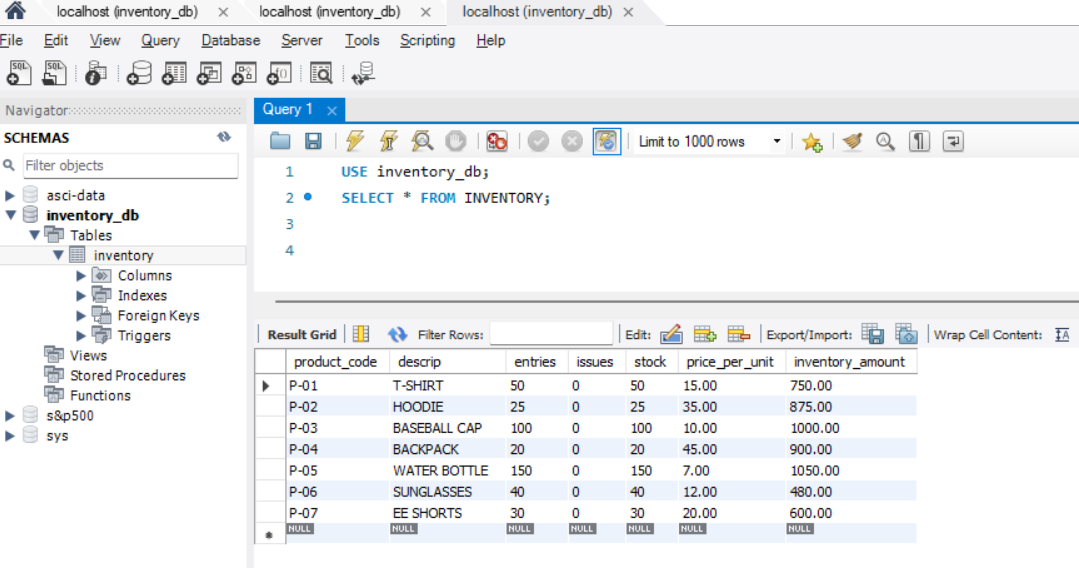 localhost (inventory_db) × localhost (inventory_db) × localhost (inventory_db) ×
File Edit View Query Database Server Tools Scripting Help
SQL SQL
Navigator
SCHEMAS
Filter objects
asci-data
inventory_db
Tables
inventory
Columns
Indexes
Foreign Keys
Triggers
Views
Stored Procedures
Functions
s&p500
sys
Query 1 ×
Limit to 1000 rows
1 USE inventory_db;
2 SELECT * FROM INVENTORY;
3
4
Result Grid Filter Rows: Edit: Export/Import: Wrap Cell Content: IA
product_code descrip entries issues stock price_per_unit inventory_amount
P-01 T-SHIRT 50 0 50 15.00 750.00
P-02 HOODIE 25 0 25 35.00 875.00
P-03 BASEBALL CAP 100 0 100 10.00 1000.00
P-04 BACKPACK 20 0 20 45.00 900.00
P-05 WATER BOTTLE 150 0 150 7.00 1050.00
P-06 SUNGLASSES 40 0 40 12.00 480.00
P-07 EE SHORTS 30 0 30 20.00 600.00
NULL NULL NULL NULL NULL NULL NULL